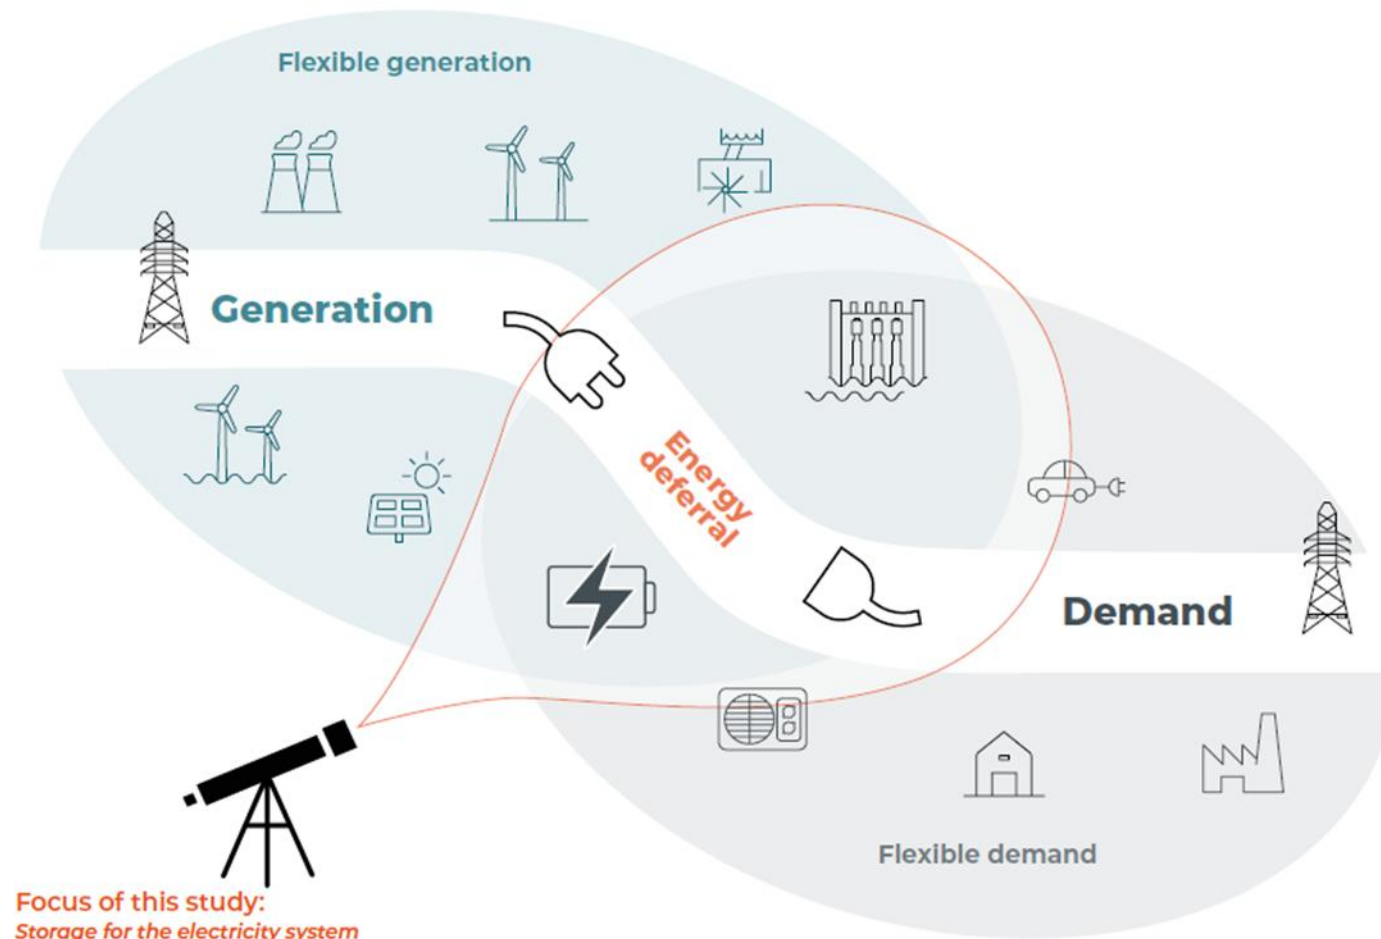 Flexible generation
Generation
Energy
deferral
Demand
Flexible demand
Focus of this study:
Storage for the electricity system